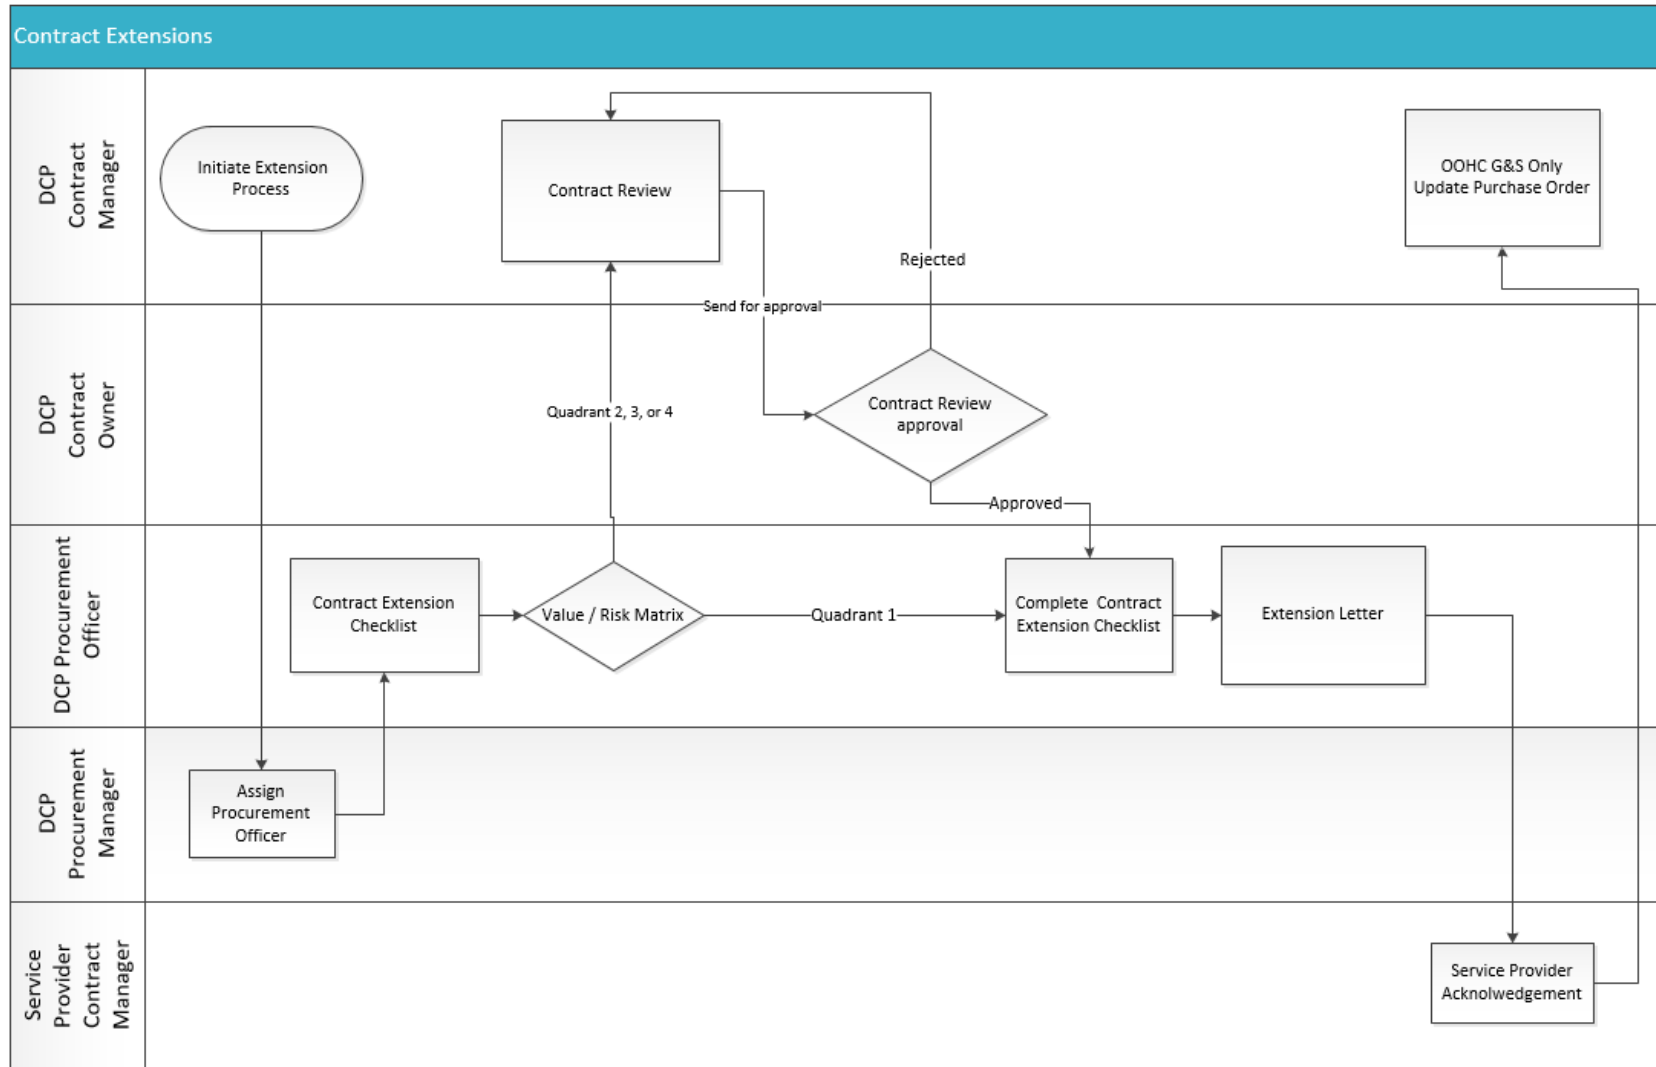 Contract Extensions
DCP
Contract
Manager
Initiate Extension
Process
Contract Review
Rejected
OOHC G&S Only
Update Purchase Order
Send for approval
DCP
Contract
Owner
Quadrant 2, 3, or 4
Contract Review
approval
Approved
DCP Procurement
Officer
Contract Extension
Checklist
Value / Risk Matrix
Quadrant 1
Complete Contract
Extension Checklist
Extension Letter
DCP
Procurement
Manager
Assign
Procurement
Officer
Service
Provider
Contract
Manager
Service Provider
Acknolwedgement